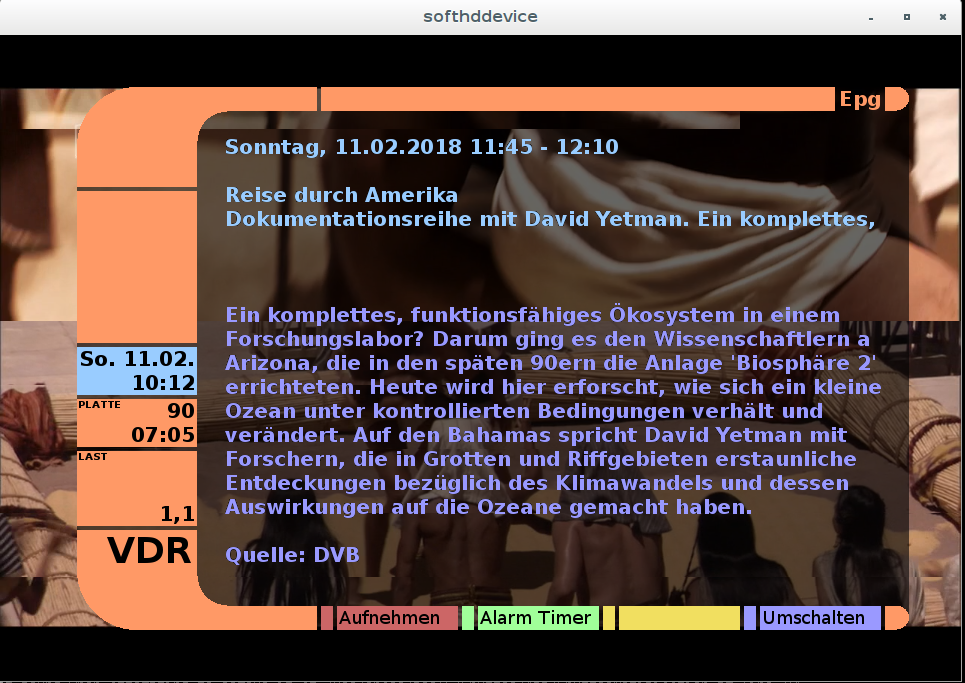 softhddevice
Epg
Sonntag, 11.02.2018 11:45 - 12:10
Reise durch Amerika
Dokumentationsreihe mit David Yetman. Ein komplettes,
Ein komplettes, funktionsfähiges Ökosystem in einem
Forschungslabor? Darum ging es den Wissenschaftlern a
Arizona, die in den späten 90ern die Anlage 'Biosphäre 2'
errichteten. Heute wird hier erforscht, wie sich ein kleine
Ozean unter kontrollierten Bedingungen verhält und
verändert. Auf den Bahamas spricht David Yetman mit
Forschern, die in Grotten und Riffgebieten erstaunliche
Entdeckungen bezüglich des Klimawandels und dessen
Auswirkungen auf die Ozeane gemacht haben.
Quelle: DVB
So. 11.02.
10:12
PLATTE 90
07:05
LAST
1,1
VDR
Aufnehmen Alarm Timer Umschalten